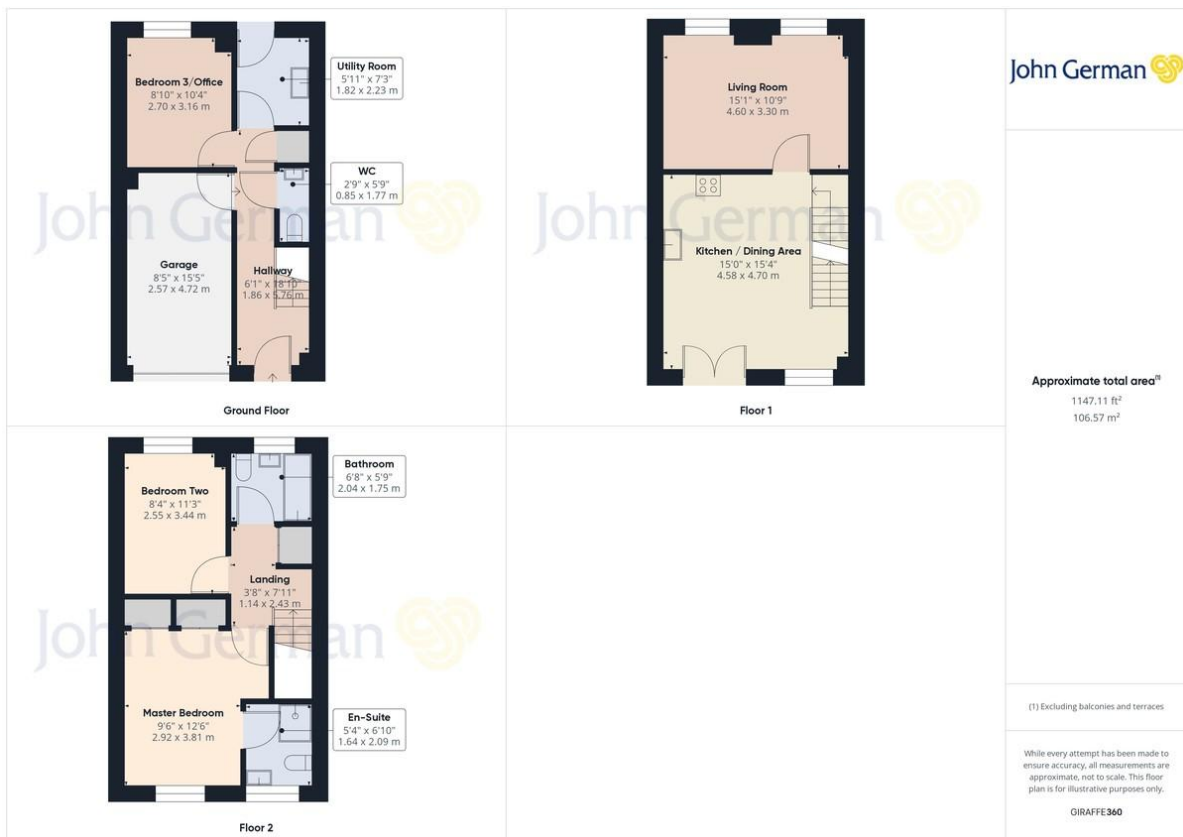 Bedroom 3/Office
8'10" x 10'4"
2.70 x 3.16 m
Utility Room
5'11" x 7'3"
1.82 x 2.23 m
WC
2'9" x 5'9"
0.85 x 1.77 m
Garage
8'5" x 15'5"
2.57 x 4.72 m
Hallway
6'1" x 18'10"
1.86 x 5.76 m
John German
Ground Floor
Living Room
15'1" x 10'9"
4.60 x 3.30 m
Kitchen / Dining Area
15'0" x 15'4"
4.58 x 4.70 m
John German
Floor 1
Bedroom Two
8'4" x 11'3"
2.55 x 3.44 m
Bathroom
6'8" x 5'9"
2.04 x 1.75 m
Landing
3'8" x 7'11"
1.14 x 2.43 m
Master Bedroom
9'6" x 12'6"
2.92 x 3.81 m
En-Suite
5'4" x 6'10"
1.64 x 2.09 m
John German
Floor 2
John German
Approximate total area(1)
1147.11 ft²
106.57 m²
(1) Excluding balconies and terraces
While every attempt has been made to
ensure accuracy, all measurements are
approximate, not to scale. This floor
plan is for illustrative purposes only.
GIRAFFE360